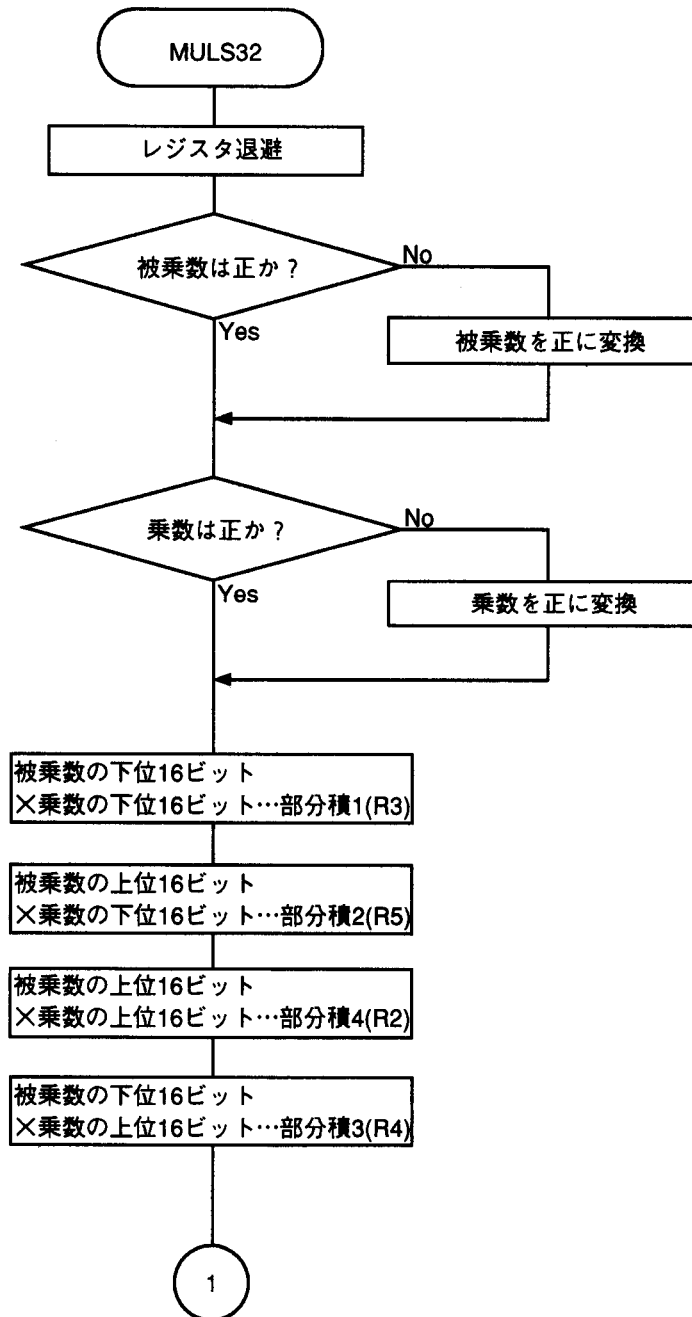 MULS32
レジスタ退避
被乗数は正か?
No
Yes
被乗数を正に変換
乗数は正か?
No
Yes
乗数を正に変換
被乗数の下位16ビット
×乗数の下位16ビット…部分積1(R3)
被乗数の上位16ビット
×乗数の下位16ビット…部分積2(R5)
被乗数の上位16ビット
×乗数の上位16ビット…部分積4(R2)
被乗数の下位16ビット
×乗数の上位16ビット…部分積3(R4)
1